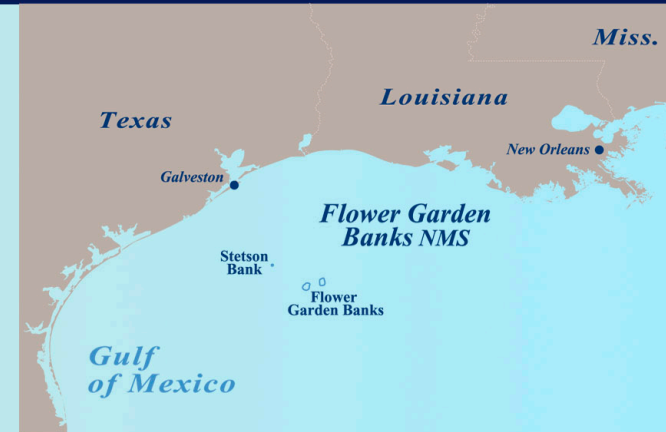 Miss.
Louisiana
Texas
New Orleans
Galveston
Flower Garden
Banks NMS
Stetson
Bank
Flower
Garden Banks
Gulf
of Mexico